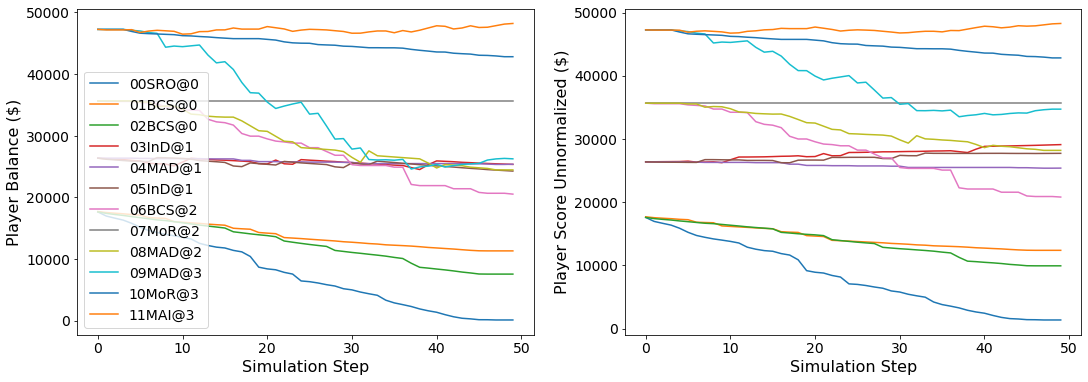 50000
40000
30000
20000
10000
0
Player Balance ($)
00SRO@0
01BCS@0
02BCS@0
03InD@1
04MAD@1
05InD@1
06BCS@2
07MoR@2
08MAD@2
09MAD@3
10MoR@3
11MAI@3
0 10 20 30 40 50
Simulation Step
50000
40000
30000
20000
10000
0
Player Score Unnormalized ($)
0 10 20 30 40 50
Simulation Step